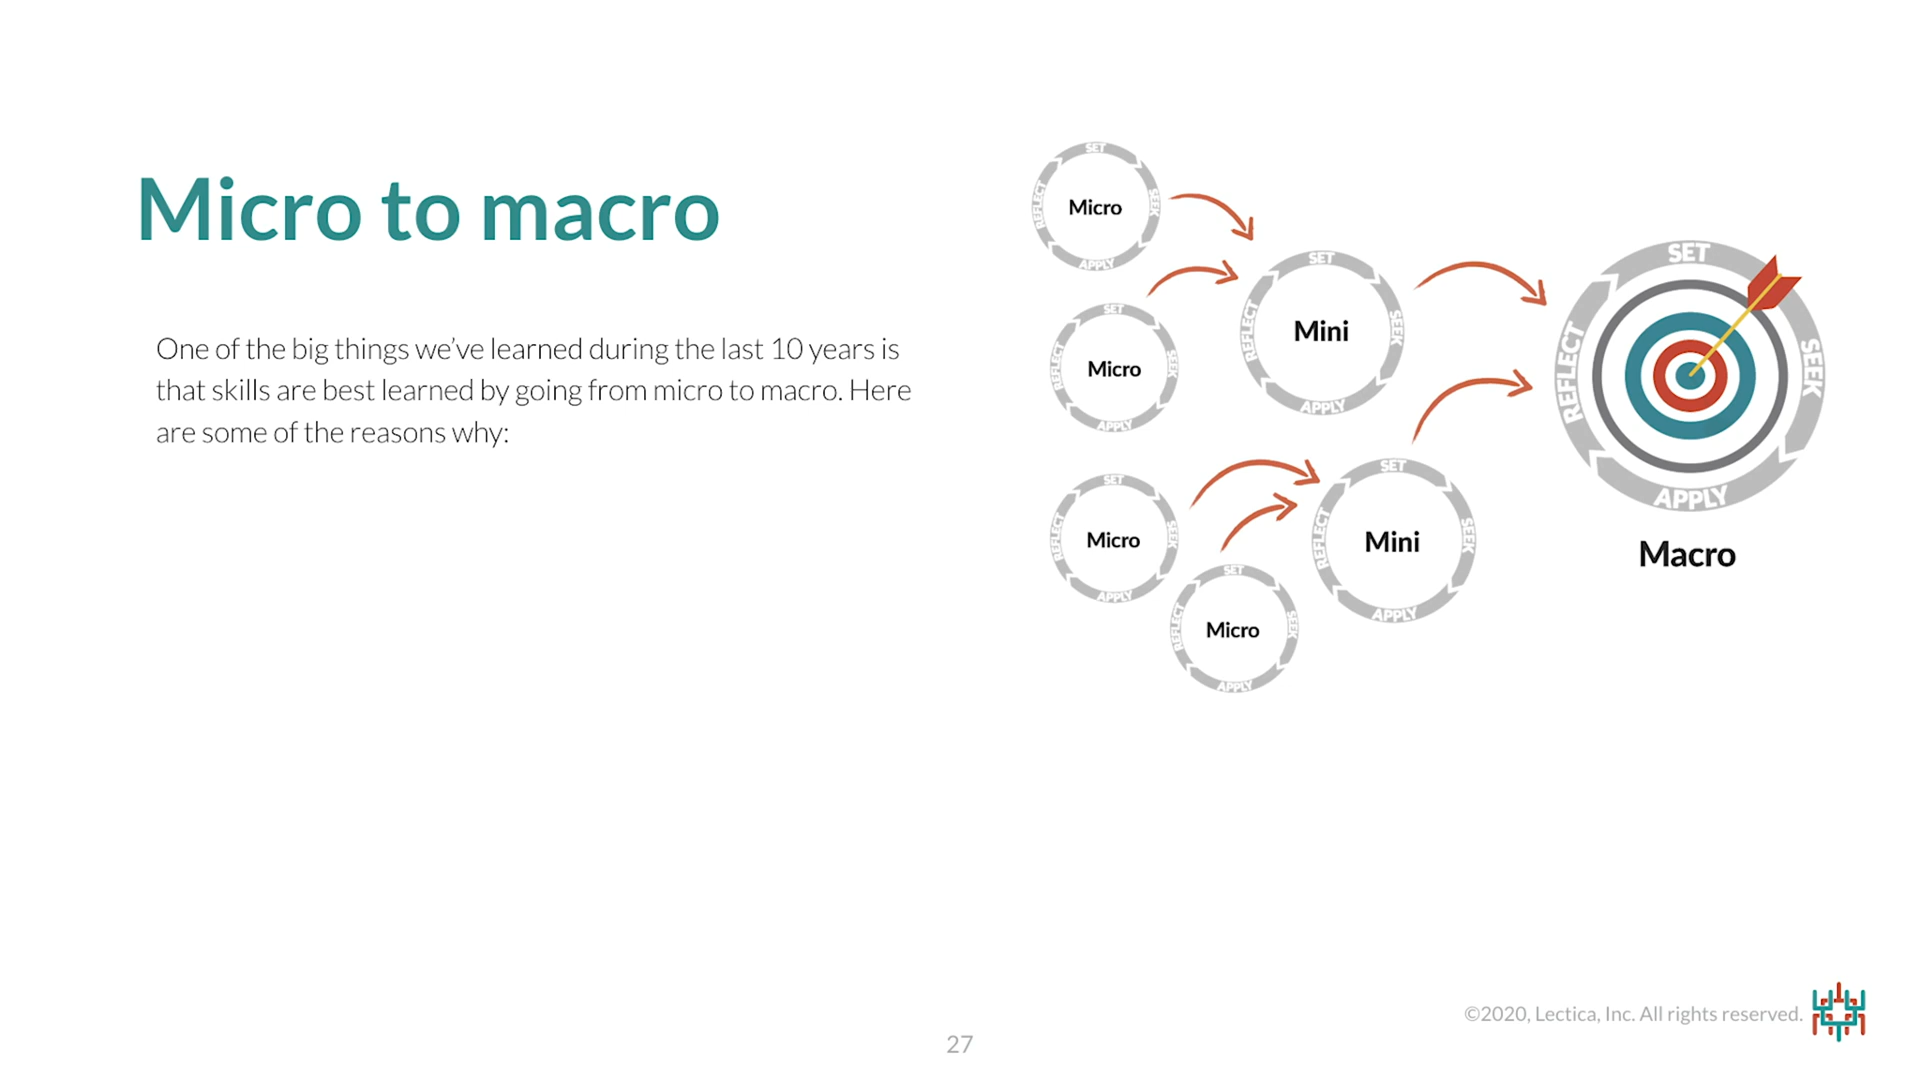 Micro to macro
One of the big things we've learned during the last 10 years is
that skills are best learned by going from micro to macro. Here
are some of the reasons why:
SET
SEEK
APPLY
REFLECT
Micro
SET
SEEK
APPLY
REFLECT
Micro
SET
SEEK
APPLY
REFLECT
Micro
SET
SEEK
APPLY
REFLECT
Micro
SET
SEEK
APPLY
REFLECT
Mini
SET
SEEK
APPLY
REFLECT
Mini
SET
SEEK
APPLY
REFLECT
Macro
©2020, Lectica, Inc. All rights reserved.
27